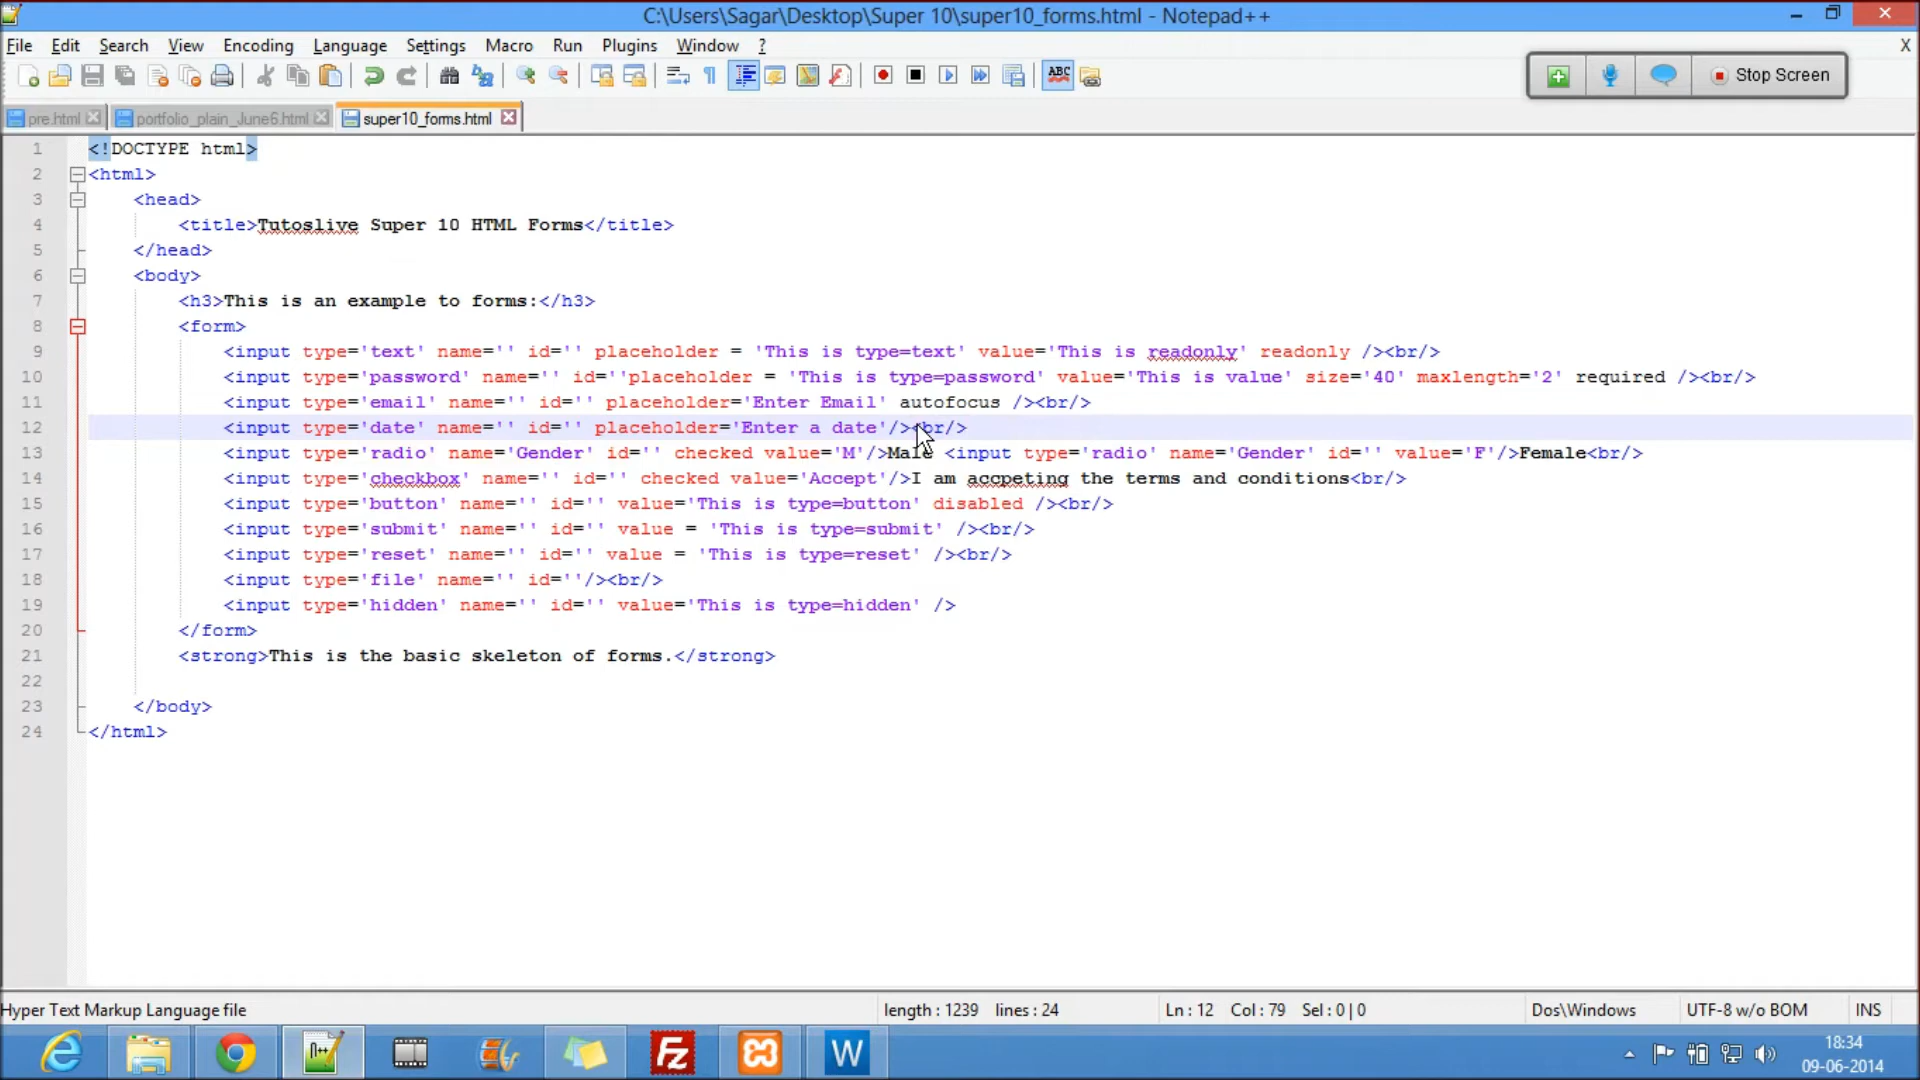 C:\Users\Sagar\Desktop\Super 10\super10_forms.html - Notepad++
File Edit Search View Encoding Language Settings Macro Run Plugins Window ? X
ABC
Stop Screen
pre.html portfolio_plain_June6.html super10_forms.html
1 <!DOCTYPE html>
2 <html>
3 <head>
4 <title>Tutoslive Super 10 HTML Forms</title>
5 </head>
6 <body>
7 <h3>This is an example to forms:</h3>
8 <form>
9 <input type='text' name='' id='' placeholder = 'This is type=text' value='This is readonly' readonly /><br/>
10 <input type='password' name='' id=''placeholder = 'This is type=password' value='This is value' size='40' maxlength='2' required /><br/>
11 <input type='email' name='' id='' placeholder='Enter Email' autofocus /><br/>
12 <input type='date' name='' id='' placeholder='Enter a date'/><br/>
13 <input type='radio' name='Gender' id='' checked value='M'/>Male <input type='radio' name='Gender' id='' value='F'/>Female<br/>
14 <input type='checkbox' name='' id='' checked value='Accept'/>I am accpeting the terms and conditions<br/>
15 <input type='button' name='' id='' value='This is type=button' disabled /><br/>
16 <input type='submit' name='' id='' value = 'This is type=submit' /><br/>
17 <input type='reset' name='' id='' value = 'This is type=reset' /><br/>
18 <input type='file' name='' id=''/><br/>
19 <input type='hidden' name='' id='' value='This is type=hidden' />
20 </form>
21 <strong>This is the basic skeleton of forms.</strong>
22
23 </body>
24 </html>
Hyper Text Markup Language file length : 1239 lines : 24 Ln : 12 Col : 79 Sel : 0 | 0 Dos\Windows UTF-8 w/o BOM INS
n++ Fz W
18:34
09-06-2014